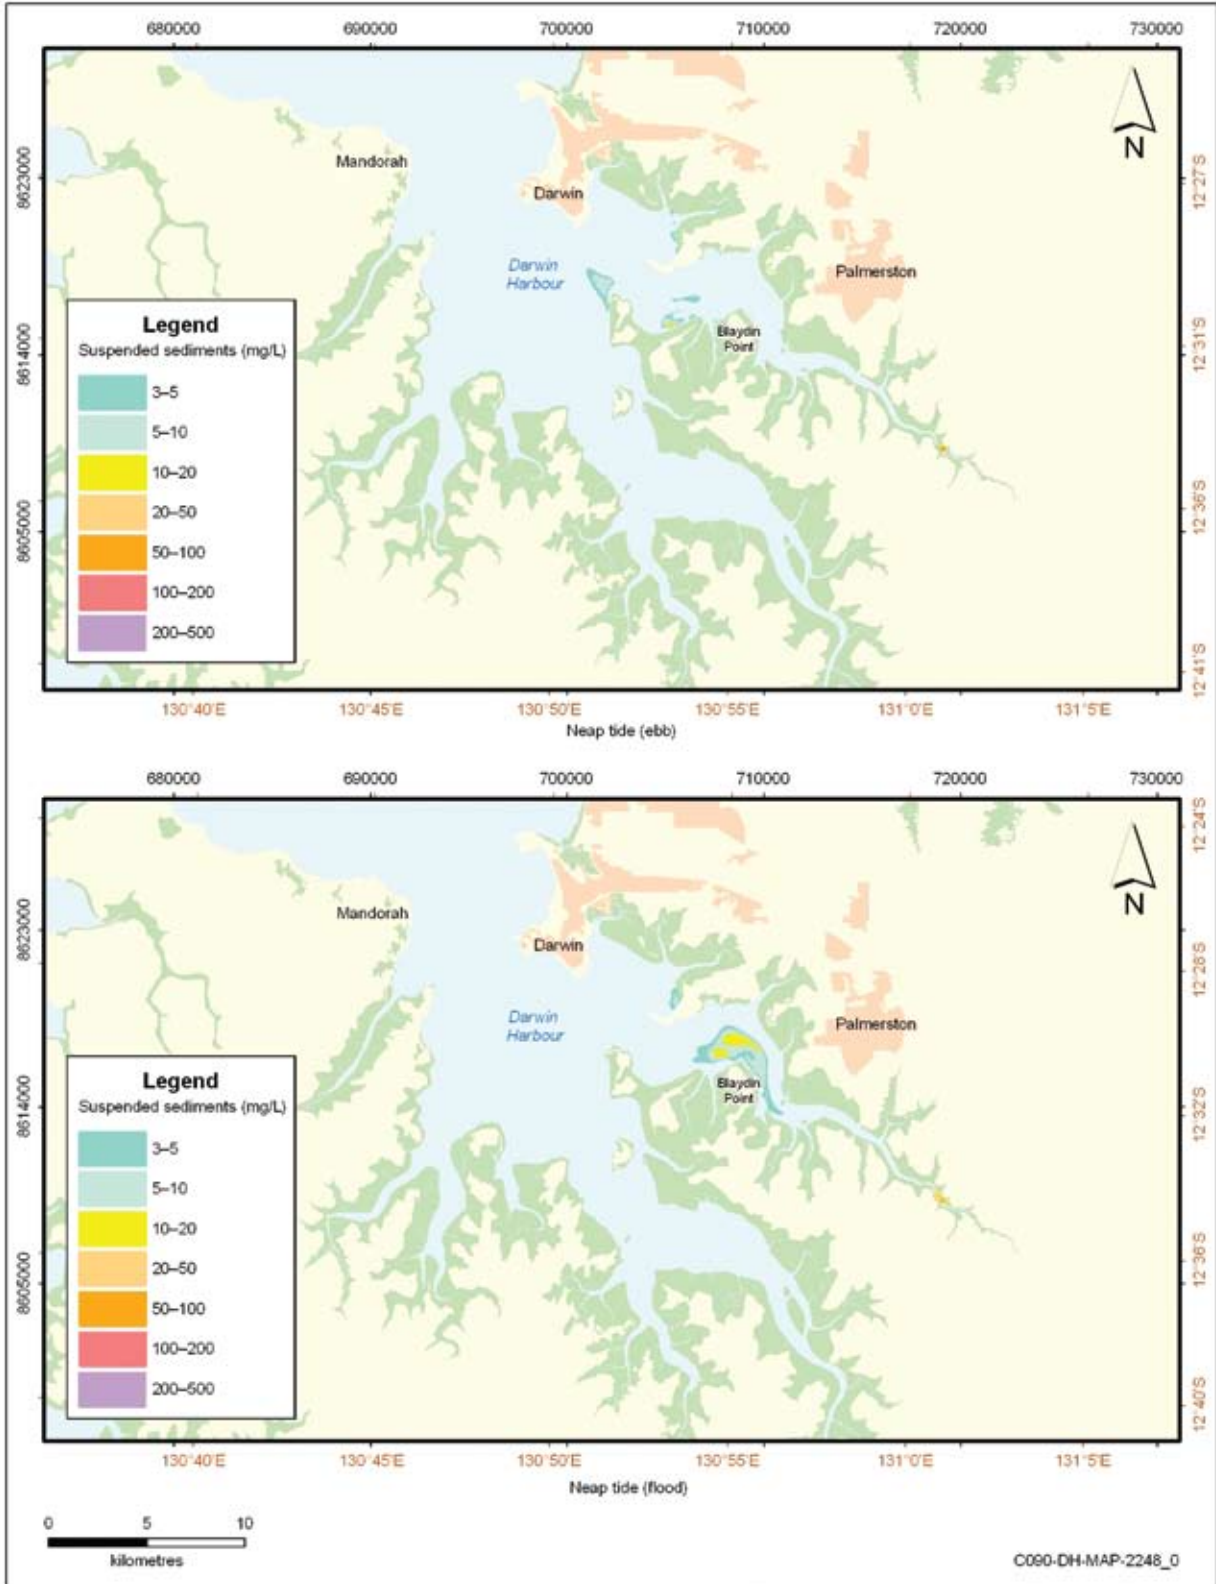 680000 690000 700000 710000 720000 730000
N
Mandorah
Darwin
Darwin
Harbour
Palmerston
Blaydin
Point
8623000
8614000
8605000
12°27'S
12°31'S
12°36'S
12°41'S
Legend
Suspended sediments (mg/L)
3–5
5–10
10–20
20–50
50–100
100–200
200–500
130°40'E 130°45'E 130°50'E 130°55'E 131°0'E 131°5'E
Neap tide (ebb)
680000 690000 700000 710000 720000 730000
N
Mandorah
Darwin
Darwin
Harbour
Palmerston
Blaydin
Point
8623000
8614000
8605000
12°24'S
12°28'S
12°32'S
12°36'S
12°40'S
Legend
Suspended sediments (mg/L)
3–5
5–10
10–20
20–50
50–100
100–200
200–500
130°40'E 130°45'E 130°50'E 130°55'E 131°0'E 131°5'E
Neap tide (flood)
0 5 10
kilometres
C090-DH-MAP-2248_0